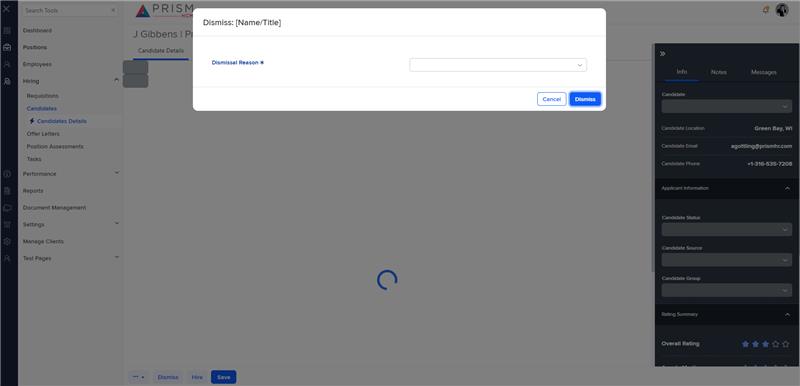 Search Tools
PRISM
Dashboard
Positions
Employees
Hiring
Requisitions
Candidates
Candidates Details
Offer Letters
Position Assessments
Tasks
Performance
Reports
Document Management
Settings
Manage Clients
Test Pages
J Gibbens | Pr
Candidate Details
Dismiss: [Name/Title]
Dismissal Reason *
Cancel
Dismiss
Info
Notes
Messages
Candidate
Candidate Location
Green Bay, WI
Candidate Email
agottling@prismhr.com
Candidate Phone
+1-316-535-7208
Applicant Information
Candidate Status
Candidate Source
Candidate Group
Rating Summary
Overall Rating
Dismiss
Hire
Save